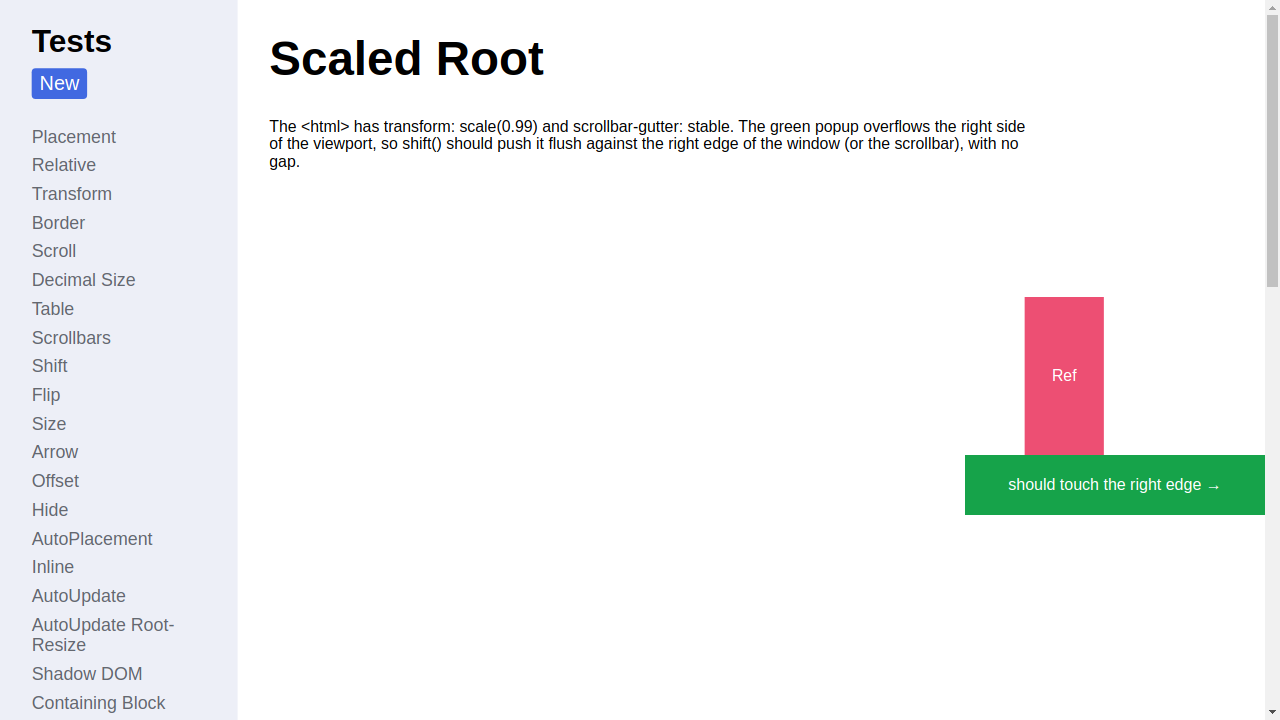 Tests
New
Placement
Relative
Transform
Border
Scroll
Decimal Size
Table
Scrollbars
Shift
Flip
Size
Arrow
Offset
Hide
AutoPlacement
Inline
AutoUpdate
AutoUpdate Root-
Resize
Shadow DOM
Containing Block
Scaled Root
The <html> has transform: scale(0.99) and scrollbar-gutter: stable. The green popup overflows the right side
of the viewport, so shift() should push it flush against the right edge of the window (or the scrollbar), with no
gap.
Ref
should touch the right edge →